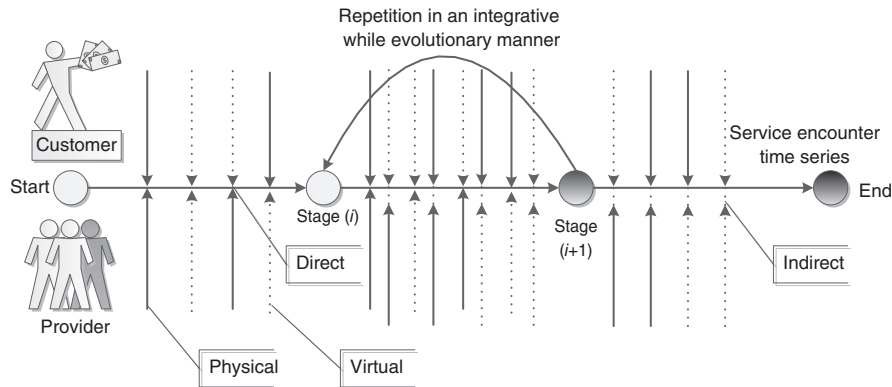 Repetition in an integrative
while evolutionary manner
Customer
Service encounter
time series
Start
End
Stage (i)
Stage
(i+1)
Direct
Indirect
Provider
Physical
Virtual